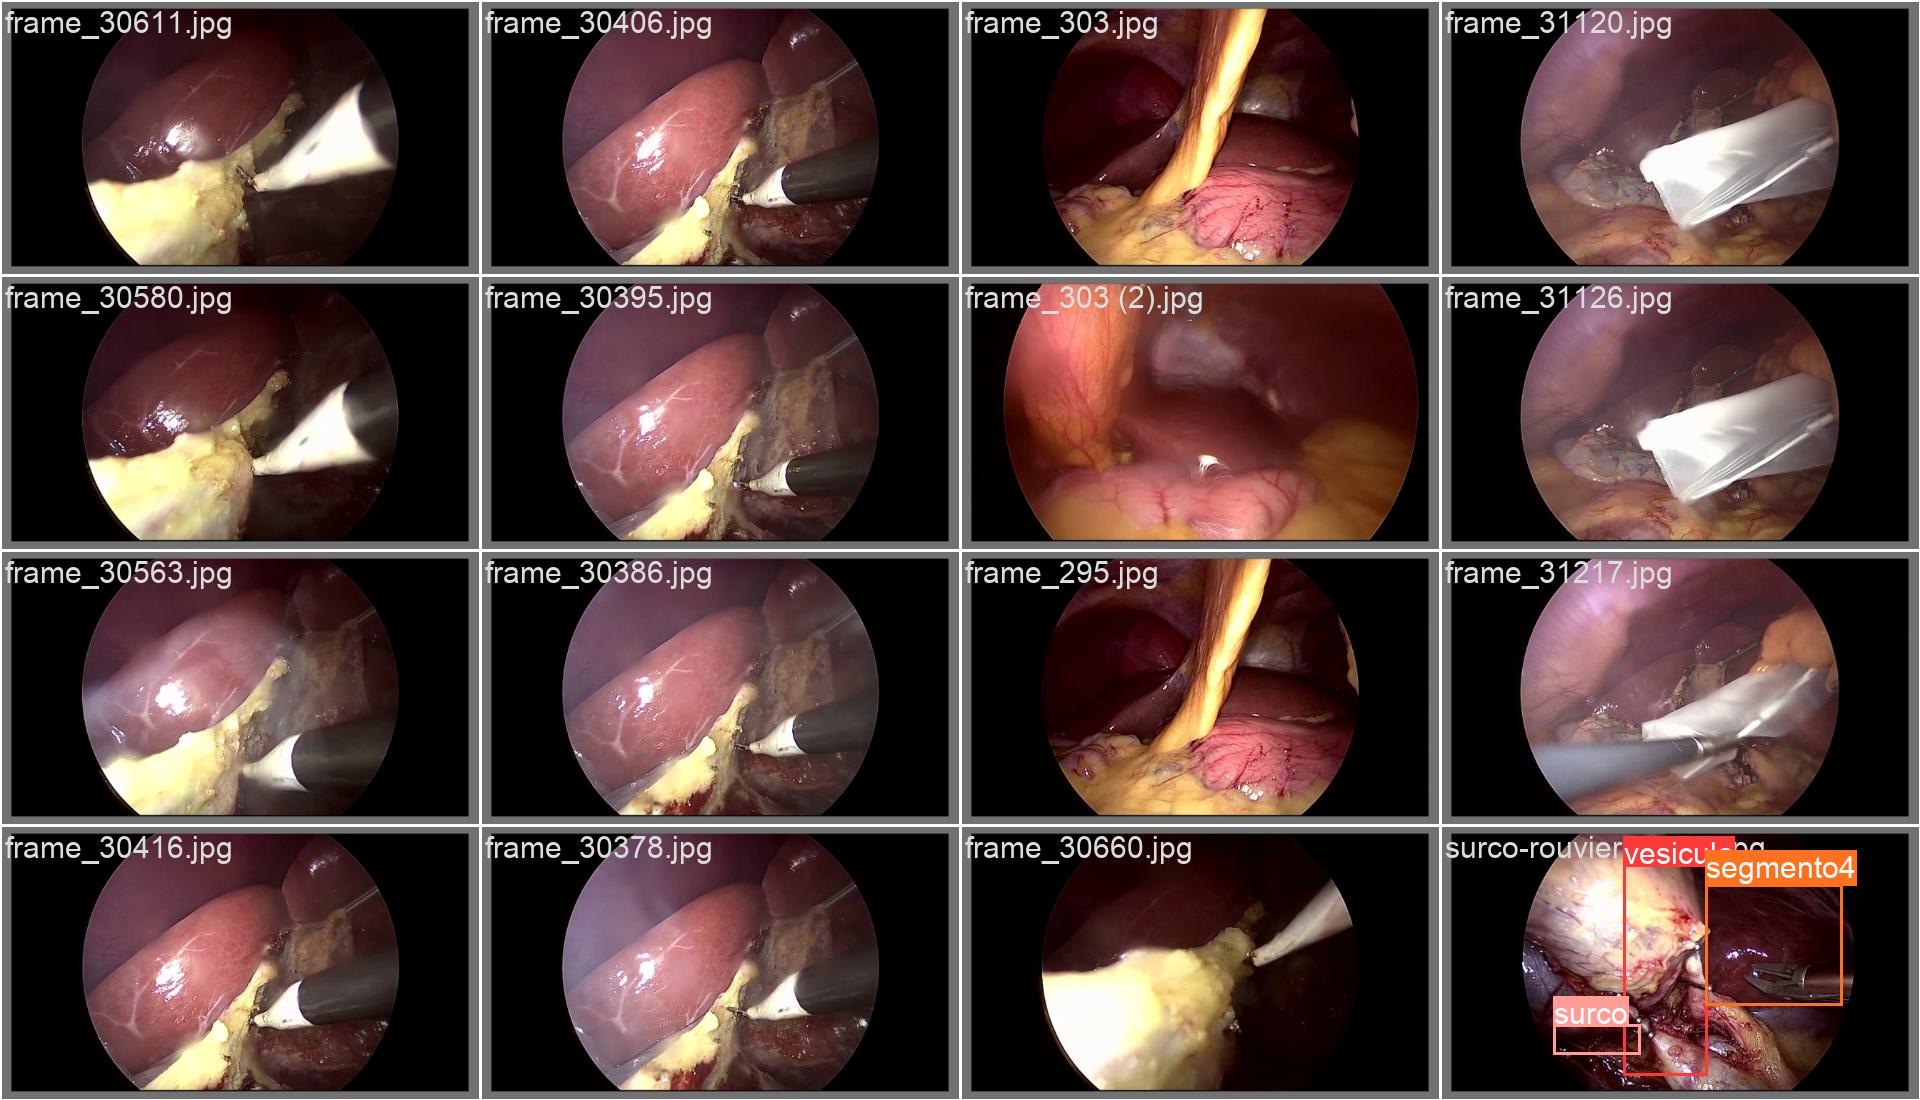 frame_30611.jpg
frame_30406.jpg
frame_303.jpg
frame_31120.jpg
frame_30580.jpg
frame_30395.jpg
frame_303 (2).jpg
frame_31126.jpg
frame_30563.jpg
frame_30386.jpg
frame_295.jpg
frame_31217.jpg
frame_30416.jpg
frame_30378.jpg
frame_30660.jpg
segmento4
surco